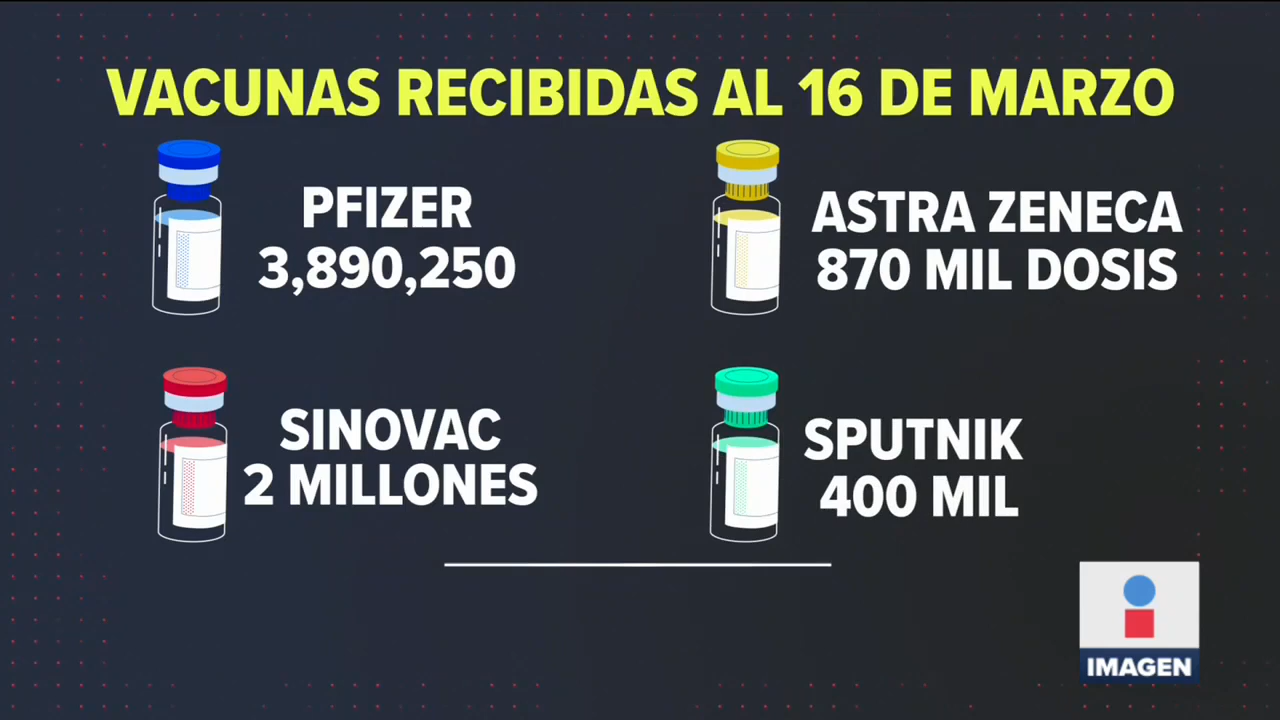 VACUNAS RECIBIDAS AL 16 DE MARZO
PFIZER
3,890,250
ASTRA ZENECA
870 MIL DOSIS
SINOVAC
2 MILLONES
SPUTNIK
400 MIL
IMAGEN